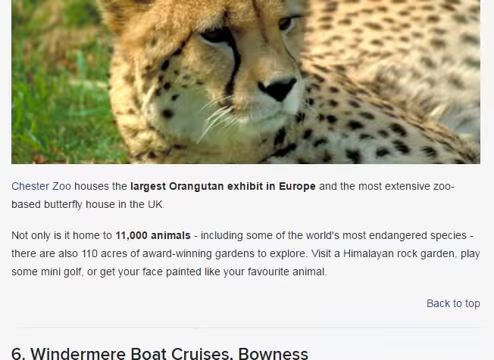 Chester Zoo houses the largest Orangutan exhibit in Europe and the most extensive zoo-
based butterfly house in the UK.
Not only is it home to 11,000 animals - including some of the world's most endangered species -
there are also 110 acres of award-winning gardens to explore. Visit a Himalayan rock garden, play
some mini golf, or get your face painted like your favourite animal.
Back to top
6. Windermere Boat Cruises, Bowness